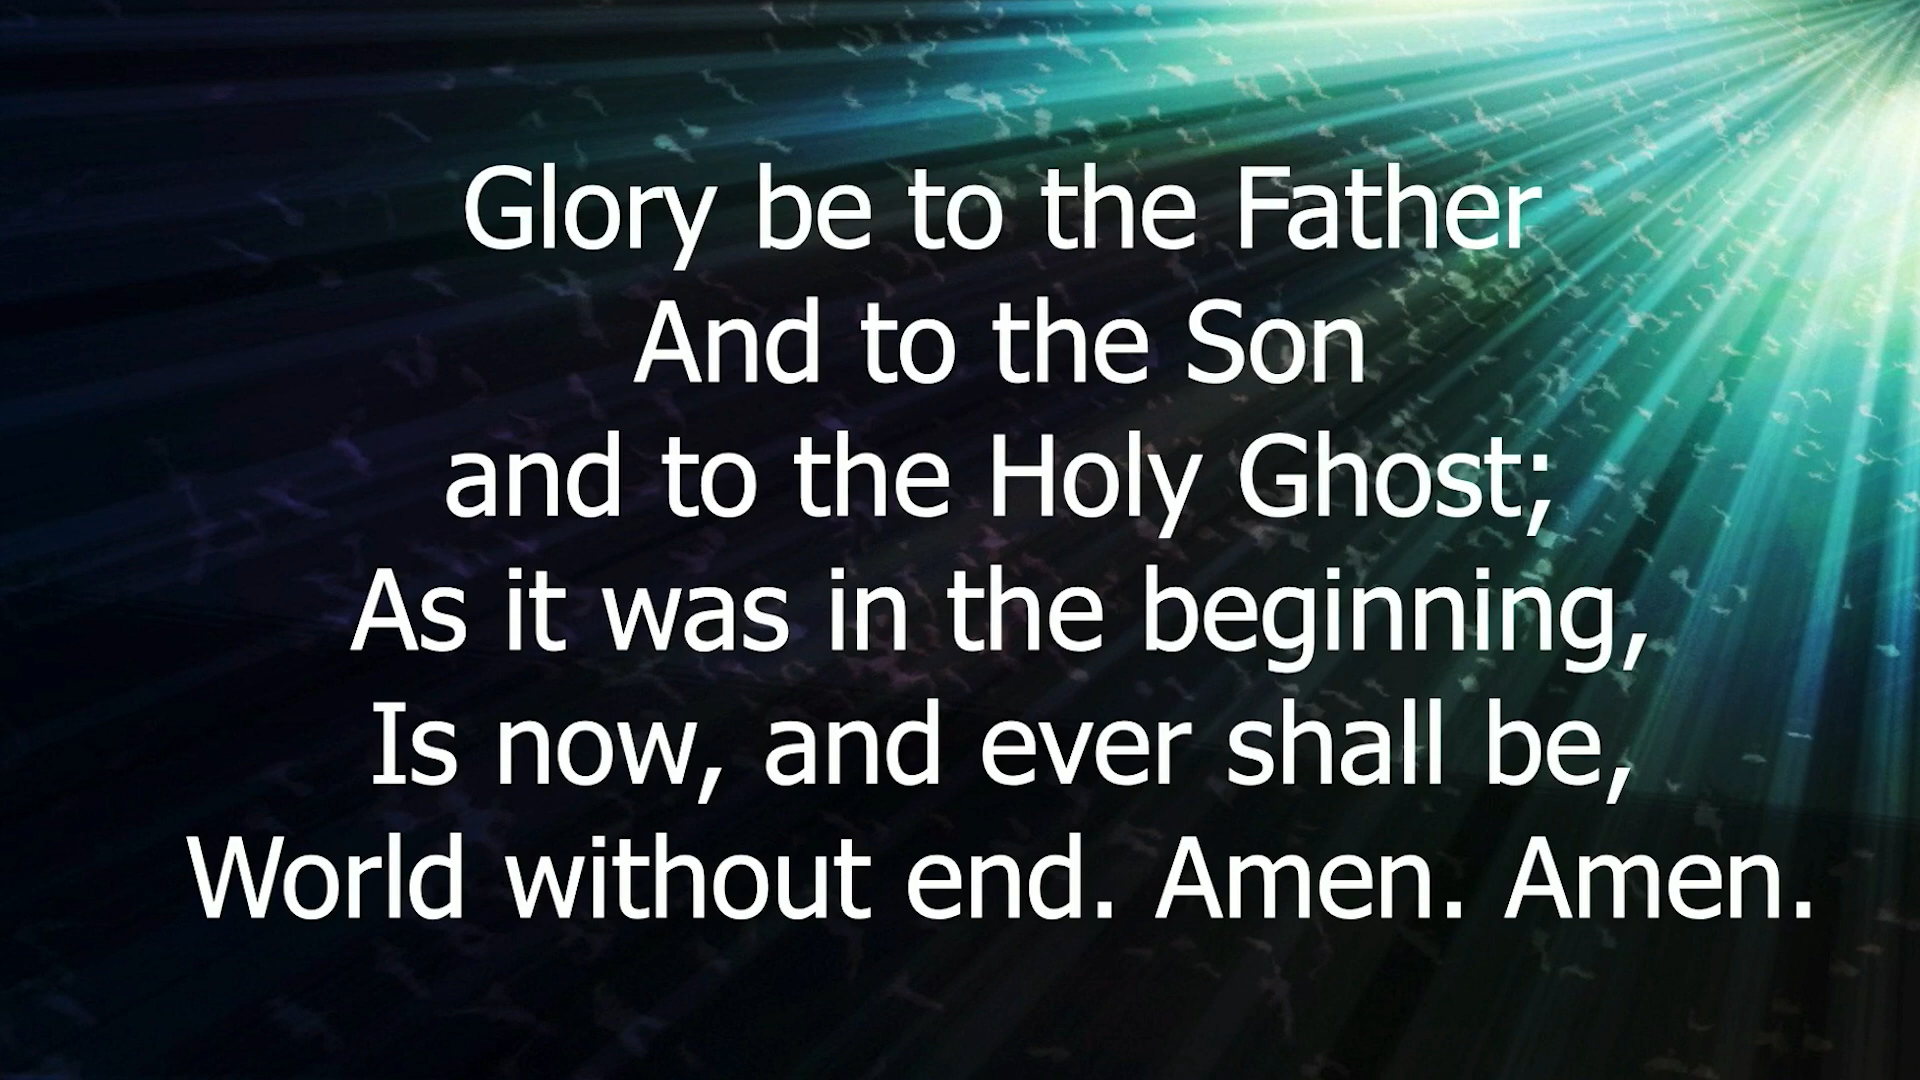 Glory be to the Father
And to the Son
and to the Holy Ghost;
As it was in the beginning,
Is now, and ever shall be,
World without end. Amen. Amen.